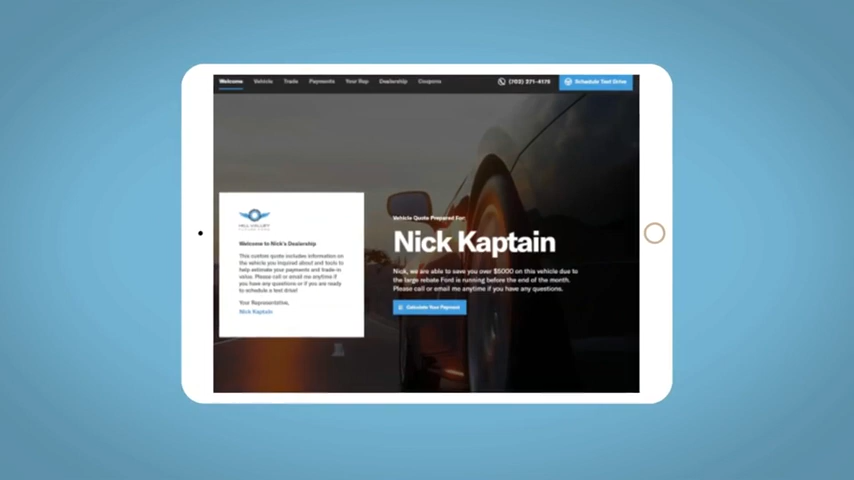 Welcome Vehicle Trade Payments Your Rep Dealership Coupons (702) 271-4175 Schedule Test Drive
HILL VALLEY
Welcome to Nick's Dealership
This custom quote includes information on
the vehicle you inquired about and tools to
help estimate your payments and trade-in
value. Please call or email me anytime if
you have any questions or if you are ready
to schedule a test drive!
Your Representative,
Nick Kaptain
Vehicle Quote Prepared For:
Nick Kaptain
Nick, we are able to save you over $5000 on this vehicle due to
the large rebate Ford is running before the end of the month.
Please call or email me anytime if you have any questions.
Calculate Your Payment